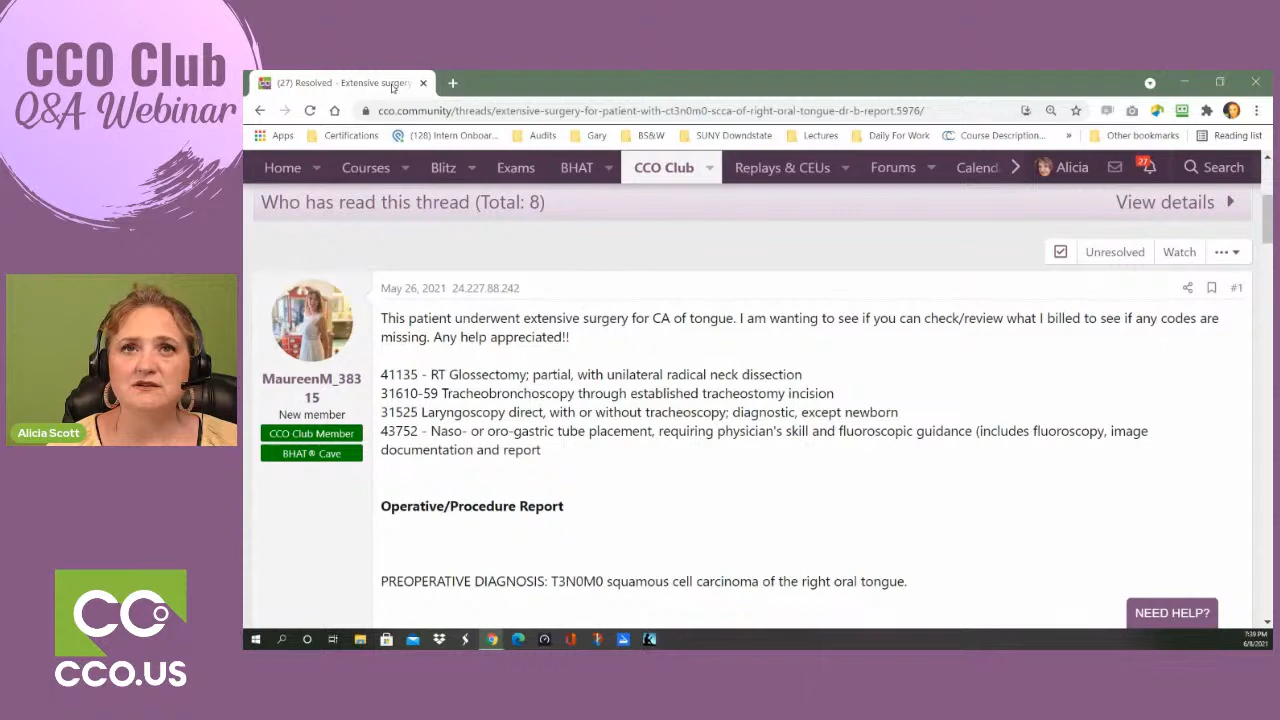 CCO Club
Q&A Webinar
(27) Resolved - Extensive surgery
cco.community/threads/extensive-surgery-for-patient-with-ct3n0m0-scca-of-right-oral-tongue-dr-b-report.5976/
Apps Certifications (128) Intern Onboar... Audits Gary BS&W SUNY Downstate Lectures Daily For Work Course Description... » Other bookmarks Reading list
Home Courses Blitz Exams BHAT CCO Club Replays & CEUs Forums Calend Alicia 27 Search
Who has read this thread (Total: 8) View details
Unresolved Watch
May 26, 2021 24.227.88.242 #1
This patient underwent extensive surgery for CA of tongue. I am wanting to see if you can check/review what I billed to see if any codes are
missing. Any help appreciated!!
MaureenM_383
15
New member
CCO Club Member
BHAT® Cave
41135 - RT Glossectomy; partial, with unilateral radical neck dissection
31610-59 Tracheobronchoscopy through established tracheostomy incision
31525 Laryngoscopy direct, with or without tracheoscopy; diagnostic, except newborn
43752 - Naso- or oro-gastric tube placement, requiring physician's skill and fluoroscopic guidance (includes fluoroscopy, image
documentation and report
Operative/Procedure Report
PREOPERATIVE DIAGNOSIS: T3N0M0 squamous cell carcinoma of the right oral tongue.
NEED HELP?
Alicia Scott
CCO
CCO.US
7:39 PM
6/8/2021